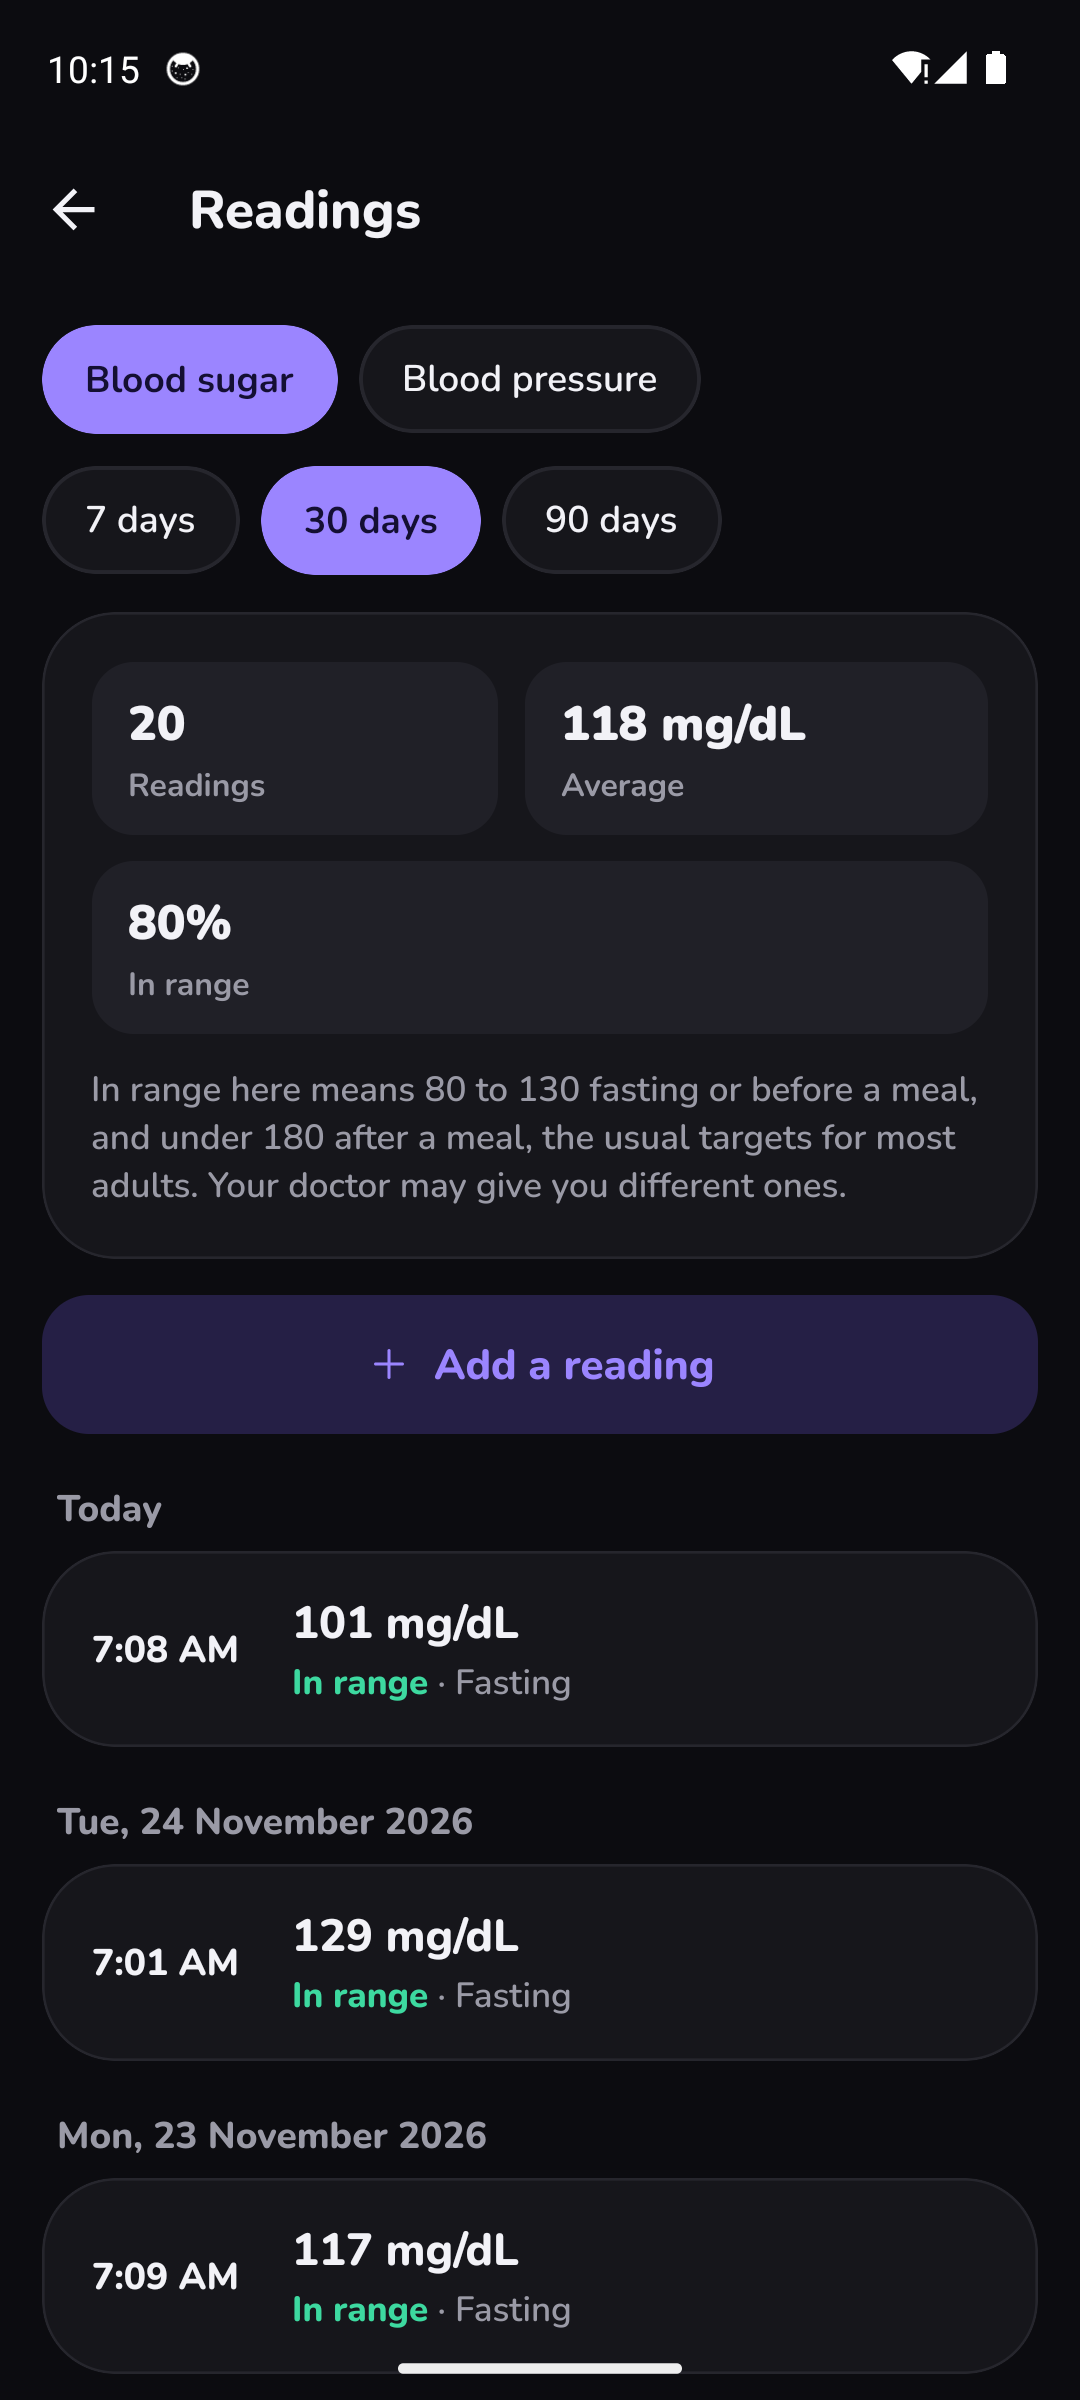 10:15
Readings
Blood sugar
Blood pressure
7 days
30 days
90 days
20
Readings
118 mg/dL
Average
80%
In range
In range here means 80 to 130 fasting or before a meal,
and under 180 after a meal, the usual targets for most
adults. Your doctor may give you different ones.
+ Add a reading
Today
7:08 AM
101 mg/dL
In range · Fasting
Tue, 24 November 2026
7:01 AM
129 mg/dL
In range · Fasting
Mon, 23 November 2026
7:09 AM
117 mg/dL
In range · Fasting